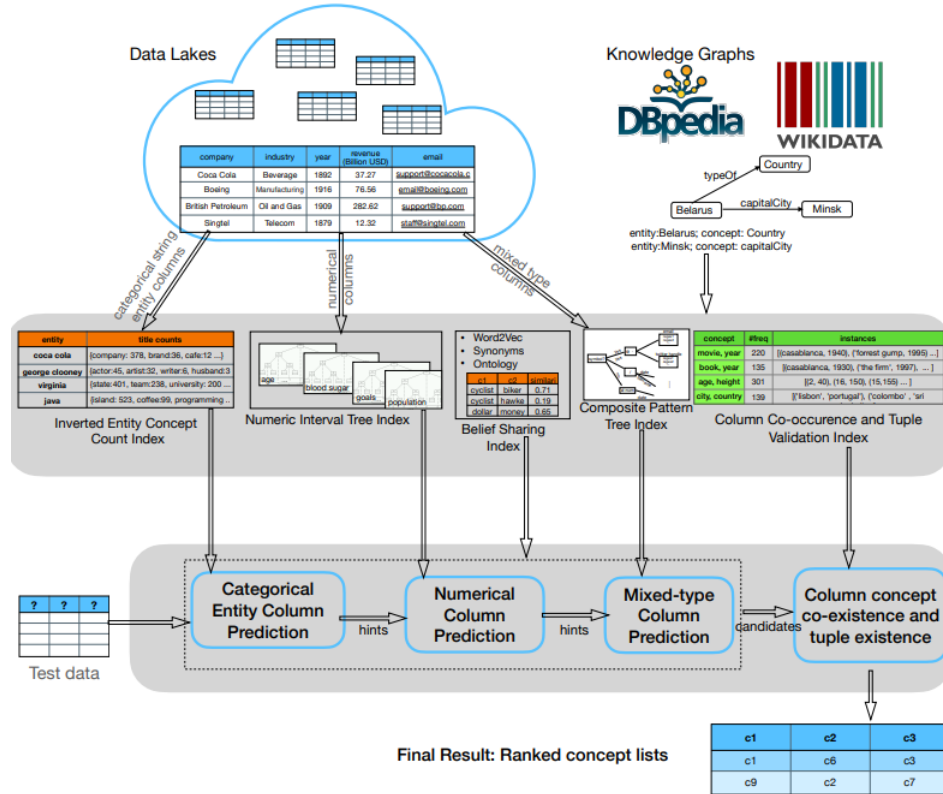 Data Lakes
Knowledge Graphs
DBpedia
WIKIDATA
company industry year revenue (Billion USD) email
Coca Cola Beverage 1892 37.27 support@cocacola.c
Boeing Manufacturing 1916 76.56 email@boeing.com
British Petroleum Oil and Gas 1909 282.62 support@bp.com
Singtel Telecom 1879 12.32 staff@singtel.com
Country
typeOf
Belarus
capitalCity
Minsk
entity:Belarus; concept: Country
entity:Minsk; concept: capitalCity
categorical string
entity columns
numerical
columns
mixed type
columns
entity title counts
coca cola {company: 378, brand:36, cafe:12 ...}
george clooney {actor:45, artist:32, writer:6, husband:3
virginia {state:401, team:238, university: 200 ...
java {island: 523, coffee:99, programming ..
Inverted Entity Concept
Count Index
age
blood sugar
goals
population
Numeric Interval Tree Index
• Word2Vec
• Synonyms
• Ontology
c1 c2 similari
cyclist biker 0.71
cyclist hawke 0.19
dollar money 0.65
Belief Sharing
Index
Composite Pattern
Tree Index
concept #freq instances
movie, year 220 [(casablanca, 1940), ('forest gump, 1995) ...
book, year 135 [(casablanca, 1930), ('the firm', 1997), ...
age, height 301 [(2, 40), (16, 150), (15,155) ... ]
city, country 139 [('lisbon', 'portugal'), ('colombo' , 'sri
Column Co-occurence and Tuple
Validation Index
? ? ?
Test data
Categorical
Entity Column
Prediction
hints
Numerical
Column
Prediction
hints
Mixed-type
Column
Prediction
candidates
Column concept
co-existence and
tuple existence
Final Result: Ranked concept lists
c1 c2 c3
c1 c6 c3
c9 c2 c7